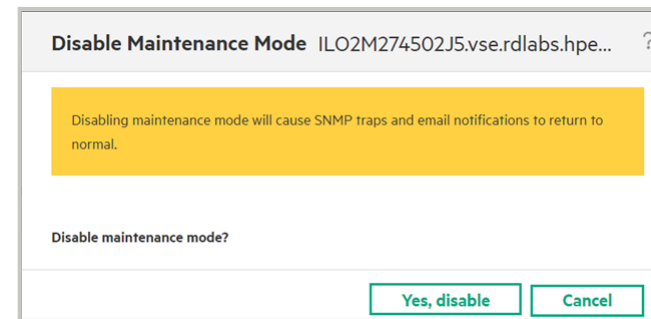 Disable Maintenance Mode ILO2M274502J5.vse.rdlabs.hpe... ?
Disabling maintenance mode will cause SNMP traps and email notifications to return to
normal.
Disable maintenance mode?
Yes, disable Cancel